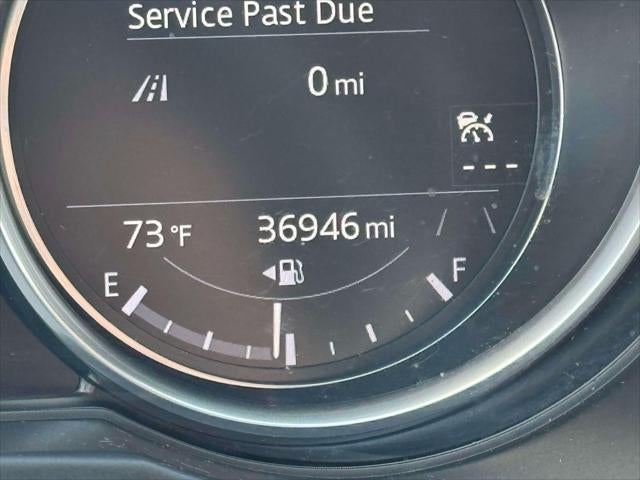 Service Past Due
0 mi
---
73 °F 36946 mi
E F